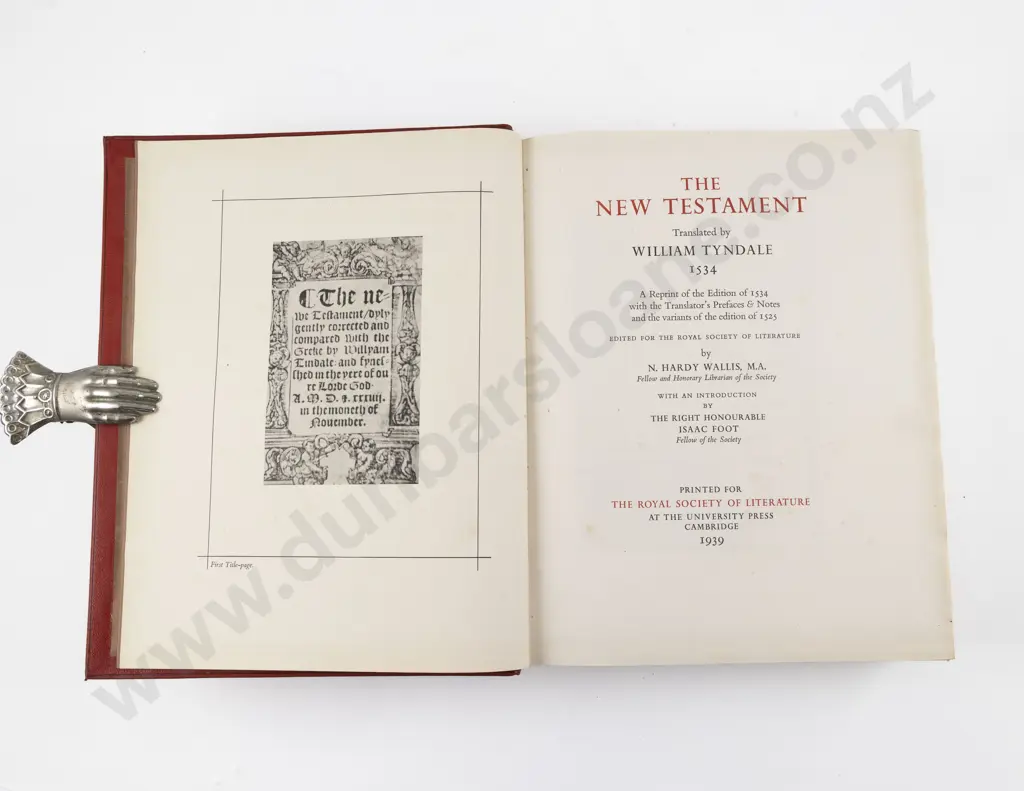 ¶ The ne⸗
we Testament/dyly
gently corrected and
compared with the
Greke by Willyam
Tindale: and fynes⸗
shed in the yere of ou
re Lorde God.
A. M. D. & xxxiiij.
in the moneth of
Nouember.
First Title-page
THE
NEW TESTAMENT
Translated by
WILLIAM TYNDALE
1534
A Reprint of the Edition of 1534
with the Translator's Prefaces & Notes
and the variants of the edition of 1525
EDITED FOR THE ROYAL SOCIETY OF LITERATURE
by
N. HARDY WALLIS, M.A.
Fellow and Honorary Librarian of the Society
WITH AN INTRODUCTION
BY
THE RIGHT HONOURABLE
ISAAC FOOT
Fellow of the Society
PRINTED FOR
THE ROYAL SOCIETY OF LITERATURE
AT THE UNIVERSITY PRESS
CAMBRIDGE
1939
www.dunbarsloane.co.nz